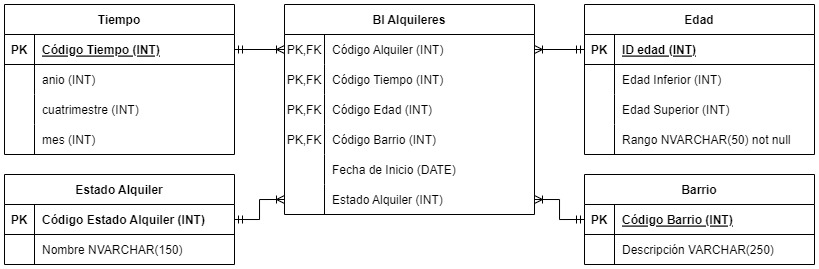 Tiempo
PK Código Tiempo (INT)
anio (INT)
cuatrimestre (INT)
mes (INT)
BI Alquileres
PK,FK Código Alquiler (INT)
PK,FK Código Tiempo (INT)
PK,FK Código Edad (INT)
PK,FK Código Barrio (INT)
Fecha de Inicio (DATE)
Estado Alquiler (INT)
Edad
PK ID edad (INT)
Edad Inferior (INT)
Edad Superior (INT)
Rango NVARCHAR(50) not null
Estado Alquiler
PK Código Estado Alquiler (INT)
Nombre NVARCHAR(150)
Barrio
PK Código Barrio (INT)
Descripción VARCHAR(250)